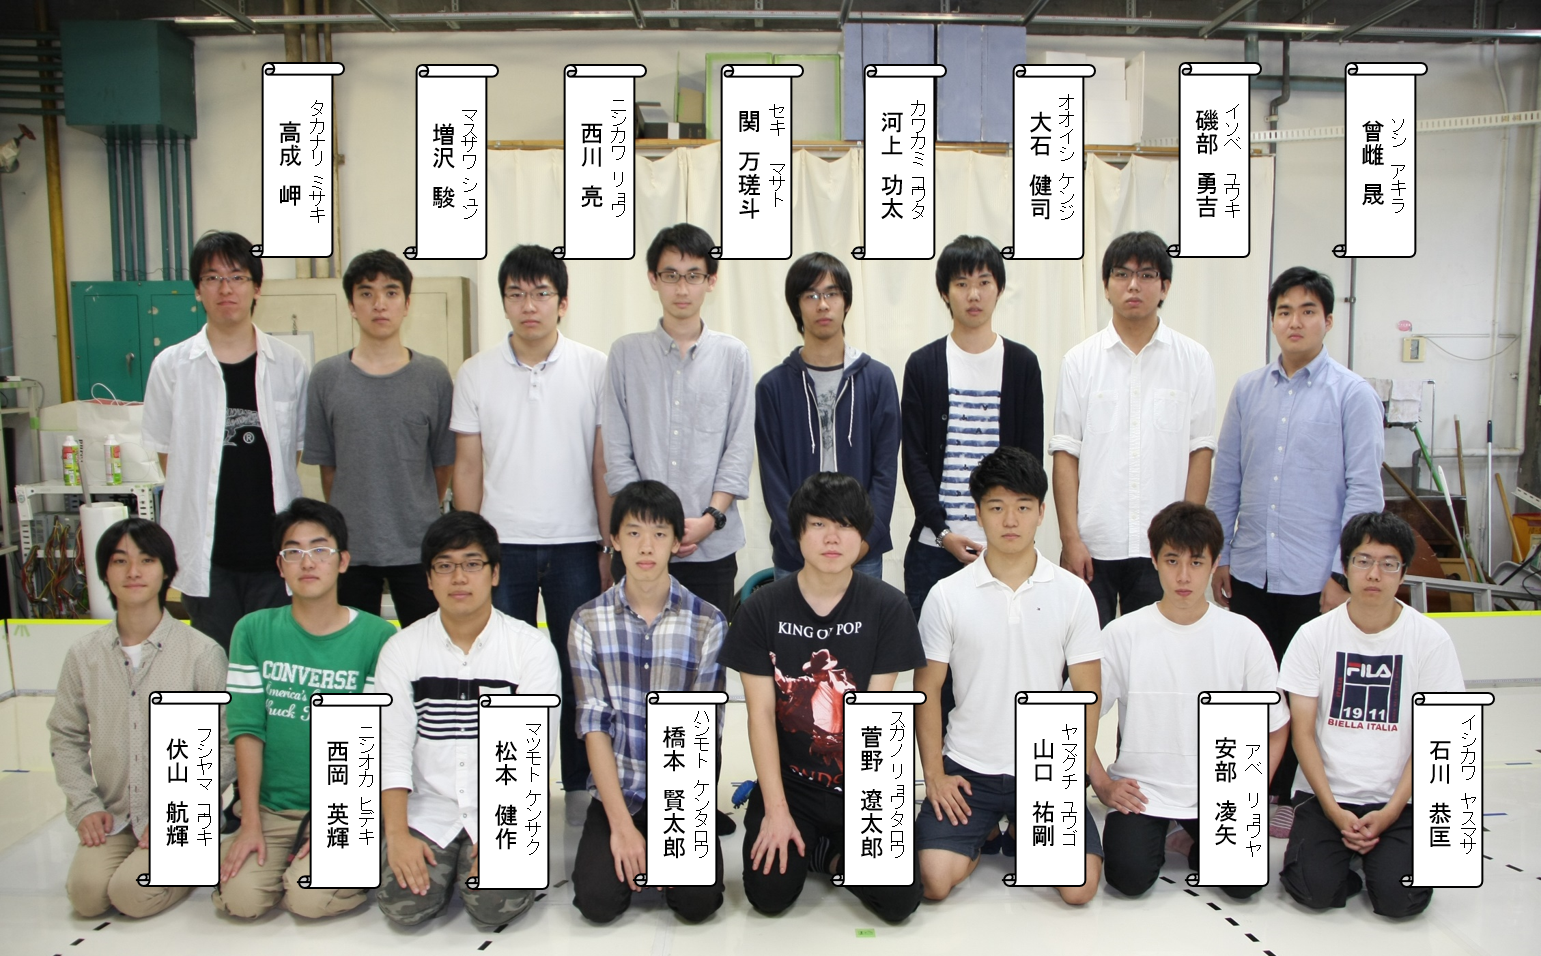 タカナリ ミサキ
高成 岬
マスザワ シュン
増沢 駿
ニシカワ リョウ
西川 亮
セキ マサト
関 万瑳斗
カワカミ コウタ
河上 功太
オオイシ ケンジ
大石 健司
イソベ ユウキ
磯部 勇吉
ソシ アキラ
曾雌 晟
フシヤマ コウキ
伏山 航輝
ニシオカ ヒデキ
西岡 英輝
マツモト ケンサク
松本 健作
ハシモト ケンタロウ
橋本 賢太郎
スガノ リョウタロウ
菅野 遼太郎
ヤマグチ ユウゴ
山口 祐剛
アベ リョウヤ
安部 凌矢
イシカワ ヤスマサ
石川 恭匡
CONVERSE
KING OF POP
FILA
1911
BIELLA ITALIA